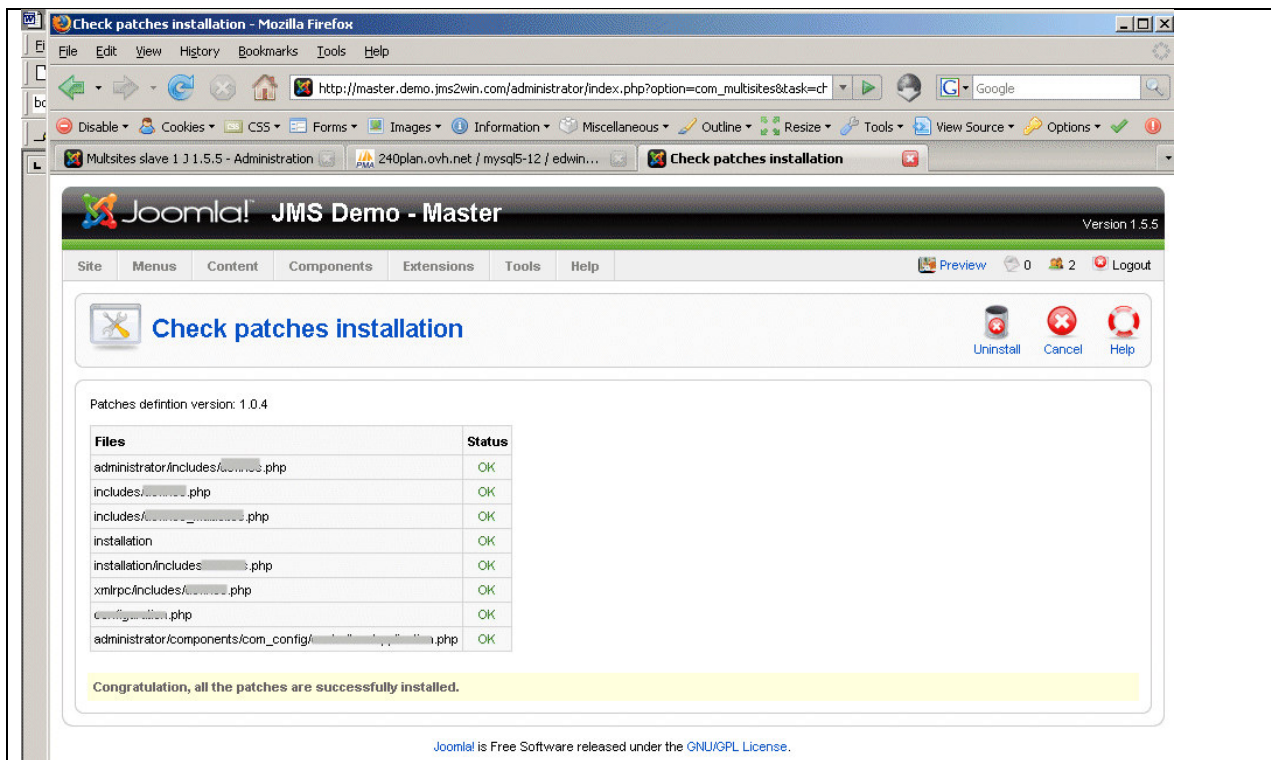 Check patches installation - Mozilla Firefox
File Edit View History Bookmarks Tools Help
http://master.demo.jms2win.com/administrator/index.php?option=com_multisites&task=ch
Google
Disable Cookies CSS Forms Images Information Miscellaneous Outline Resize Tools View Source Options
Multsites slave 1 J 1.5.5 - Administration 240plan.ovh.net / mysql5-12 / edwin... Check patches installation
Joomla! JMS Demo - Master
Version 1.5.5
Site Menus Content Components Extensions Tools Help Preview 0 2 Logout
Check patches installation
Uninstall Cancel Help
Patches defintion version: 1.0.4
Files Status
administrator/includes/ .php OK
includes/ .php OK
includes/ .php OK
installation OK
installation/includes .php OK
xmlrpc/includes/ .php OK
.php OK
administrator/components/com_config/ .php OK
Congratulation, all the patches are successfully installed.
Joomla! is Free Software released under the GNU/GPL License.